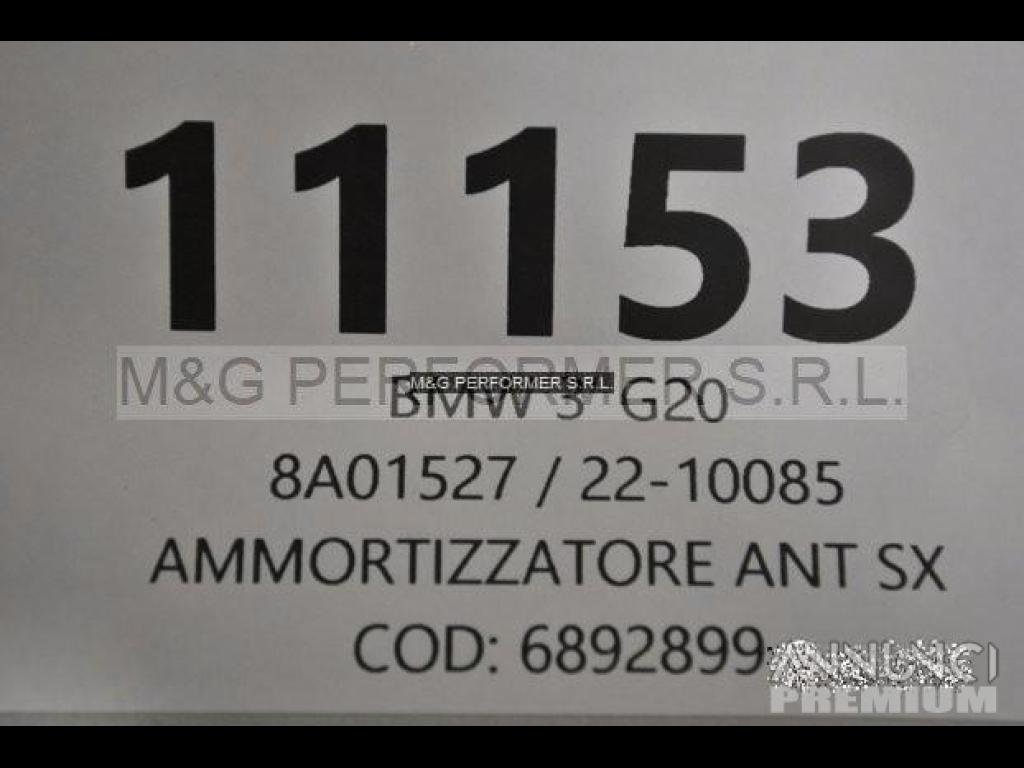 11153
M&G PERFORMER S.R.L.
M&G PERFORMER S.R.L.
BMW 3 G20
8A01527 / 22-10085
AMMORTIZZATORE ANT SX
COD: 6892899
ANNUNCI
PREMIUM